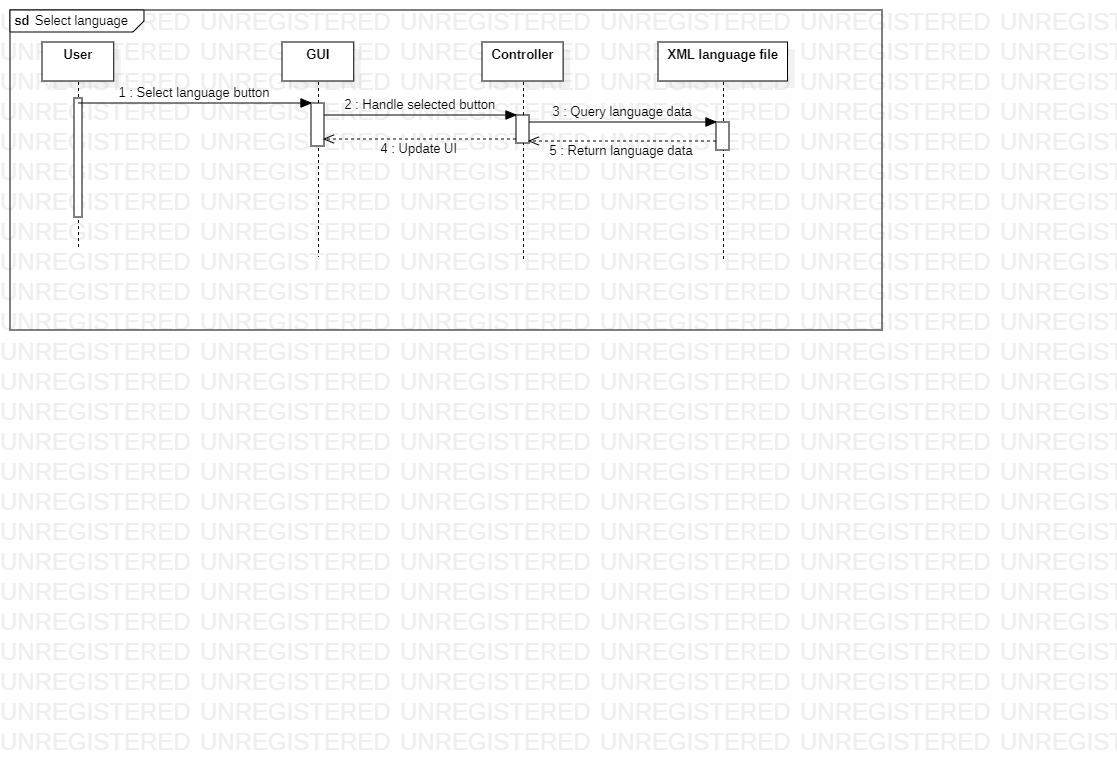 sd Select language
User
GUI
Controller
XML language file
1 : Select language button
2 : Handle selected button
3 : Query language data
4 : Update UI
5 : Return language data
UNREGISTERED UNREGISTERED UNREGISTERED UNREGISTERED UNREGISTERED UNREGIST